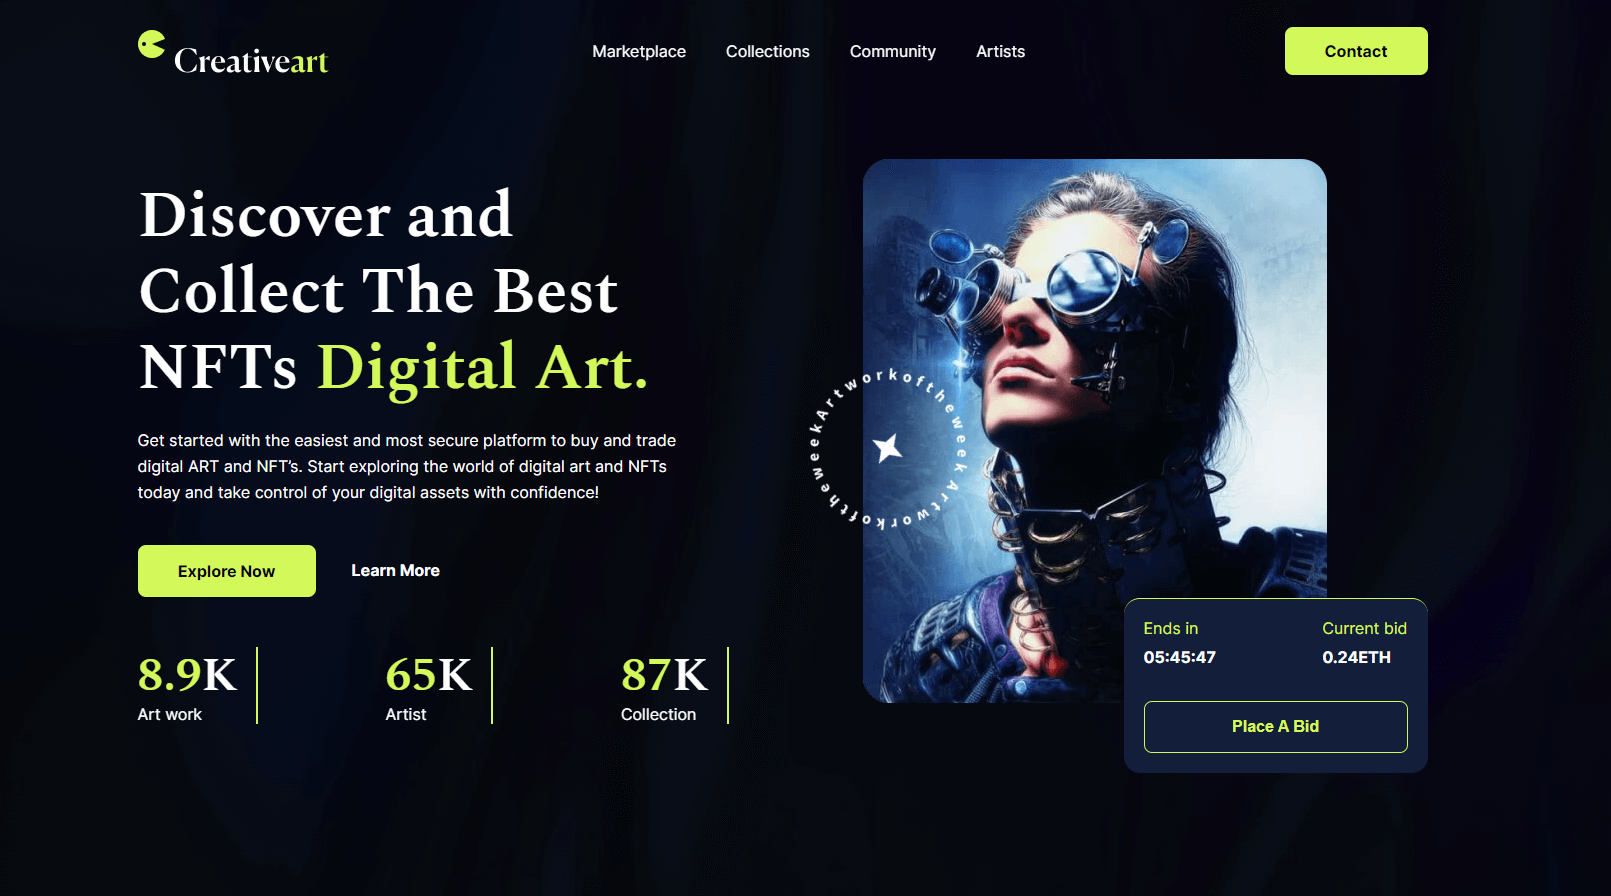 Creativeart
Marketplace
Collections
Community
Artists
Contact
Discover and
Collect The Best
NFTs Digital Art.
Get started with the easiest and most secure platform to buy and trade
digital ART and NFT’s. Start exploring the world of digital art and NFTs
today and take control of your digital assets with confidence!
Explore Now
Learn More
8.9K
Art work
65K
Artist
87K
Collection
Artworkoftheweek Artworkoftheweek
Ends in
05:45:47
Current bid
0.24ETH
Place A Bid